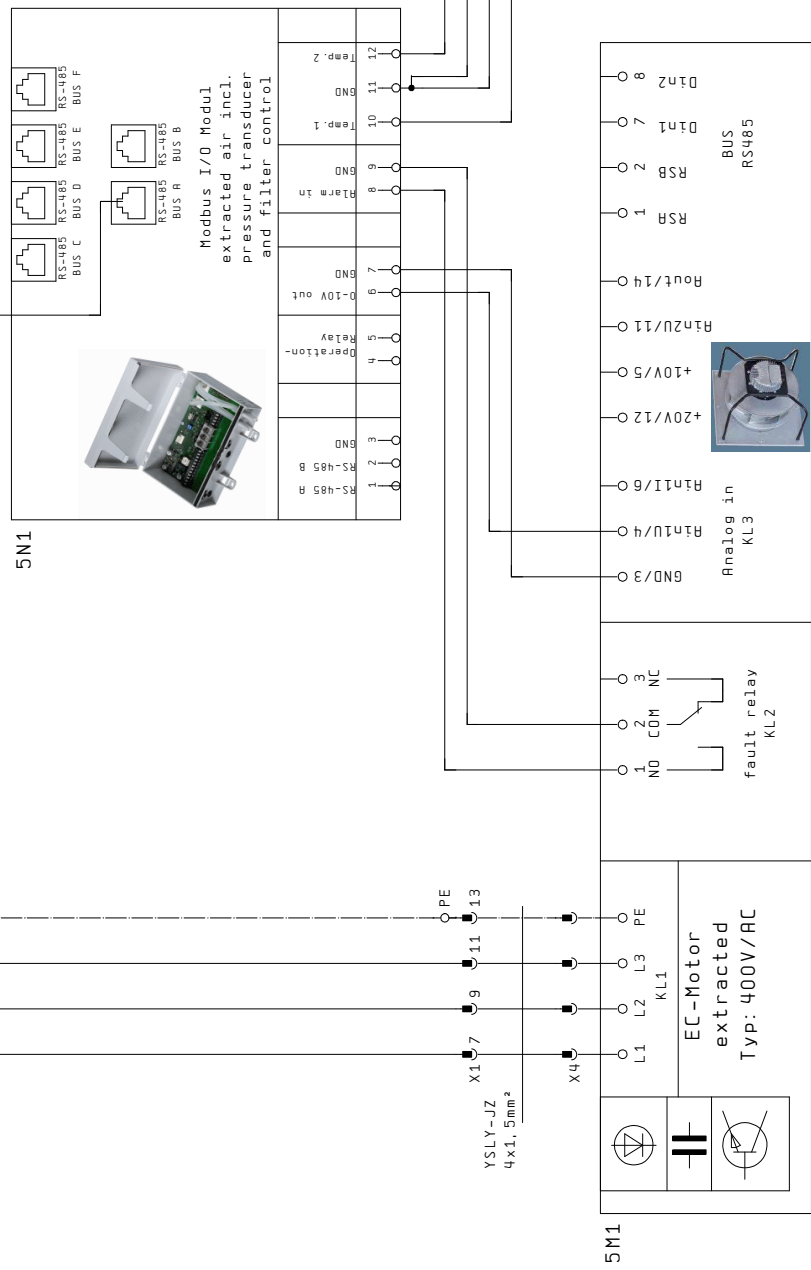 5N1
RS-485
BUS C
RS-485
BUS D
RS-485
BUS E
RS-485
BUS F
RS-485
BUS A
RS-485
BUS B
Modbus I/O Modul
extracted air incl.
pressure transducer
and filter control
1 RS-485 A
2 RS-485 B
3 GND
4 Operation-
5 Relay
6 0-10V out
7 GND
8 Alarm in
9 GND
10 Temp.1
11 GND
12 Temp.2
PE
X1 7
9
11
13
YSLY-JZ
4x1,5mm²
X4
5M1
L1
L2
L3
PE
KL1
EC-Motor
extracted
Typ: 400V/AC
1
NO
2
COM
3
NC
fault relay
KL2
GND/3
Ain1U/4
Ain1I/6
+20V/12
+10V/5
Ain2U/11
Aout/14
Analog in
KL3
1 RSA
2 RSB
7 Din1
8 Din2
BUS
RS485